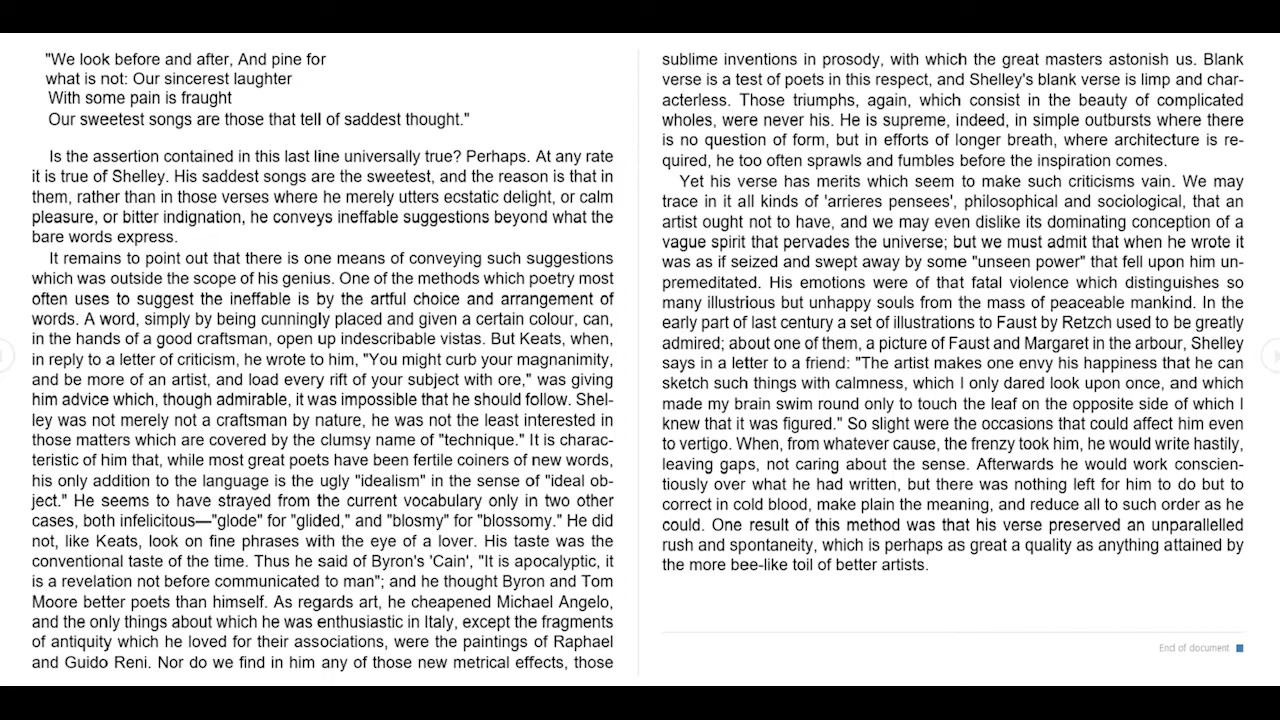 "We look before and after, And pine for
what is not: Our sincerest laughter
With some pain is fraught
Our sweetest songs are those that tell of saddest thought."
Is the assertion contained in this last line universally true? Perhaps. At any rate
it is true of Shelley. His saddest songs are the sweetest, and the reason is that in
them, rather than in those verses where he merely utters ecstatic delight, or calm
pleasure, or bitter indignation, he conveys ineffable suggestions beyond what the
bare words express.
It remains to point out that there is one means of conveying such suggestions
which was outside the scope of his genius. One of the methods which poetry most
often uses to suggest the ineffable is by the artful choice and arrangement of
words. A word, simply by being cunningly placed and given a certain colour, can,
in the hands of a good craftsman, open up indescribable vistas. But Keats, when,
in reply to a letter of criticism, he wrote to him, "You might curb your magnanimity,
and be more of an artist, and load every rift of your subject with ore," was giving
him advice which, though admirable, it was impossible that he should follow. Shel-
ley was not merely not a craftsman by nature, he was not the least interested in
those matters which are covered by the clumsy name of "technique." It is charac-
teristic of him that, while most great poets have been fertile coiners of new words,
his only addition to the language is the ugly "idealism" in the sense of "ideal ob-
ject." He seems to have strayed from the current vocabulary only in two other
cases, both infelicitous—"glode" for "glided," and "blosmy" for "blossomy." He did
not, like Keats, look on fine phrases with the eye of a lover. His taste was the
conventional taste of the time. Thus he said of Byron's 'Cain', "It is apocalyptic, it
is a revelation not before communicated to man"; and he thought Byron and Tom
Moore better poets than himself. As regards art, he cheapened Michael Angelo,
and the only things about which he was enthusiastic in Italy, except the fragments
of antiquity which he loved for their associations, were the paintings of Raphael
and Guido Reni. Nor do we find in him any of those new metrical effects, those
sublime inventions in prosody, with which the great masters astonish us. Blank
verse is a test of poets in this respect, and Shelley's blank verse is limp and char-
acterless. Those triumphs, again, which consist in the beauty of complicated
wholes, were never his. He is supreme, indeed, in simple outbursts where there
is no question of form, but in efforts of longer breath, where architecture is re-
quired, he too often sprawls and fumbles before the inspiration comes.
Yet his verse has merits which seem to make such criticisms vain. We may
trace in it all kinds of 'arrieres pensees', philosophical and sociological, that an
artist ought not to have, and we may even dislike its dominating conception of a
vague spirit that pervades the universe; but we must admit that when he wrote it
was as if seized and swept away by some "unseen power" that fell upon him un-
premeditated. His emotions were of that fatal violence which distinguishes so
many illustrious but unhappy souls from the mass of peaceable mankind. In the
early part of last century a set of illustrations to Faust by Retzch used to be greatly
admired; about one of them, a picture of Faust and Margaret in the arbour, Shelley
says in a letter to a friend: "The artist makes one envy his happiness that he can
sketch such things with calmness, which I only dared look upon once, and which
made my brain swim round only to touch the leaf on the opposite side of which I
knew that it was figured." So slight were the occasions that could affect him even
to vertigo. When, from whatever cause, the frenzy took him, he would write hastily,
leaving gaps, not caring about the sense. Afterwards he would work conscien-
tiously over what he had written, but there was nothing left for him to do but to
correct in cold blood, make plain the meaning, and reduce all to such order as he
could. One result of this method was that his verse preserved an unparallelled
rush and spontaneity, which is perhaps as great a quality as anything attained by
the more bee-like toil of better artists.
End of document